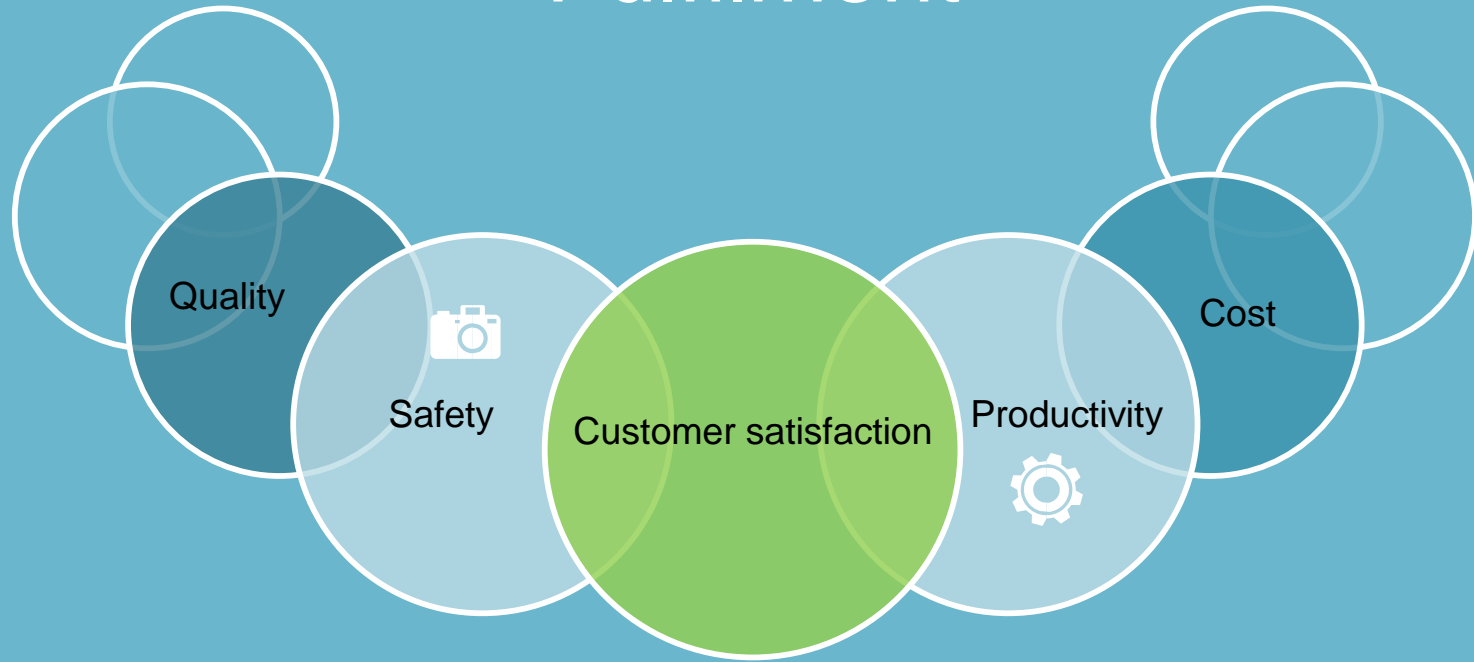 Quality
Cost
Safety
Customer satisfaction
Productivity